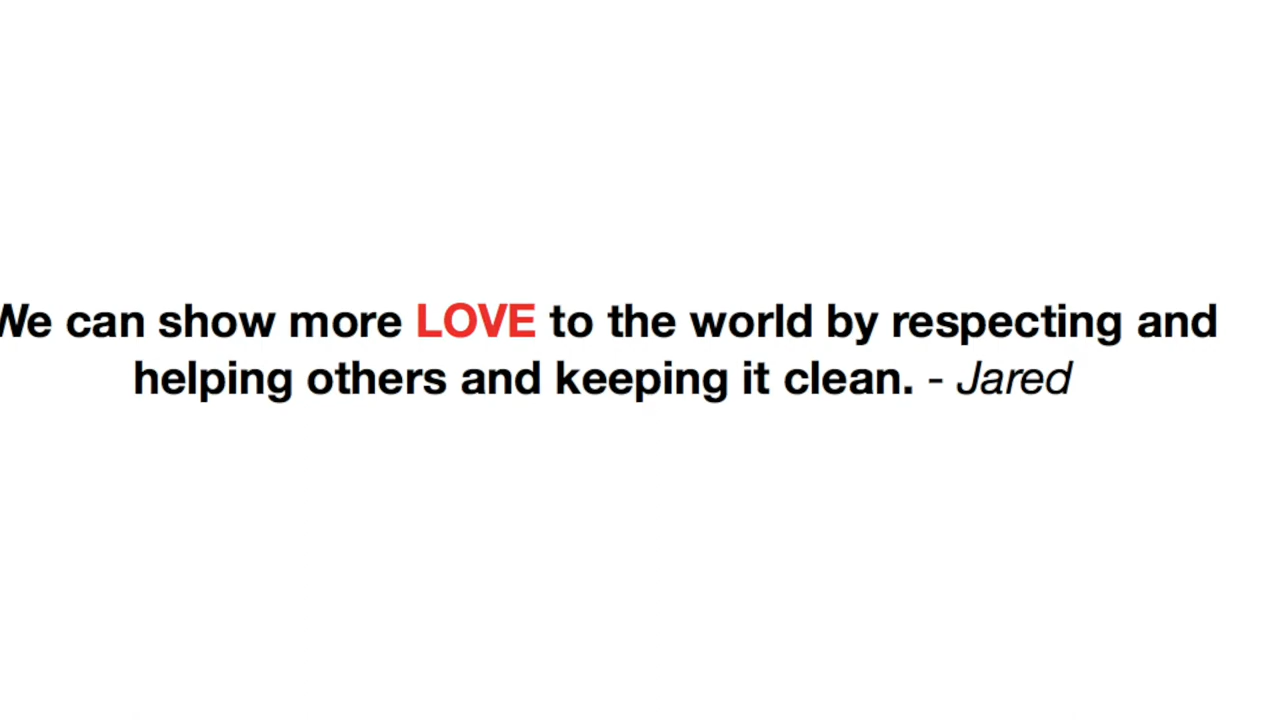 We can show more LOVE to the world by respecting and
helping others and keeping it clean. - Jared